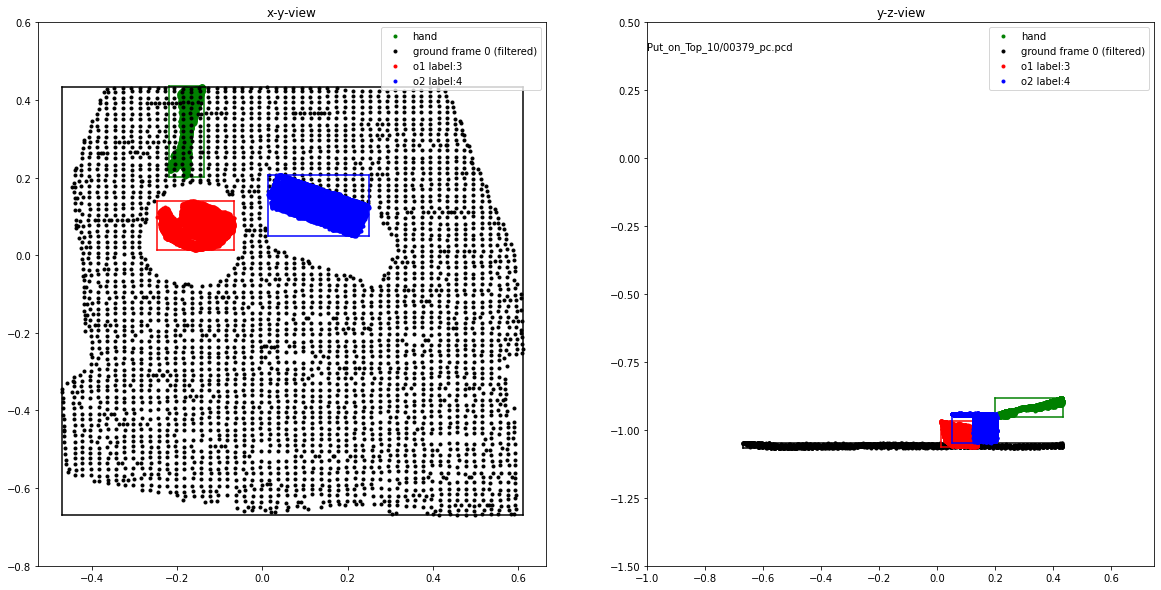 x-y-view
hand
ground frame 0 (filtered)
o1 label:3
o2 label:4
0.6
0.4
0.2
0.0
−0.2
−0.4
−0.6
−0.8
−0.4
−0.2
0.0
0.2
0.4
0.6
y-z-view
Put_on_Top_10/00379_pc.pcd
hand
ground frame 0 (filtered)
o1 label:3
o2 label:4
0.50
0.25
0.00
−0.25
−0.50
−0.75
−1.00
−1.25
−1.50
−1.0
−0.8
−0.6
−0.4
−0.2
0.0
0.2
0.4
0.6